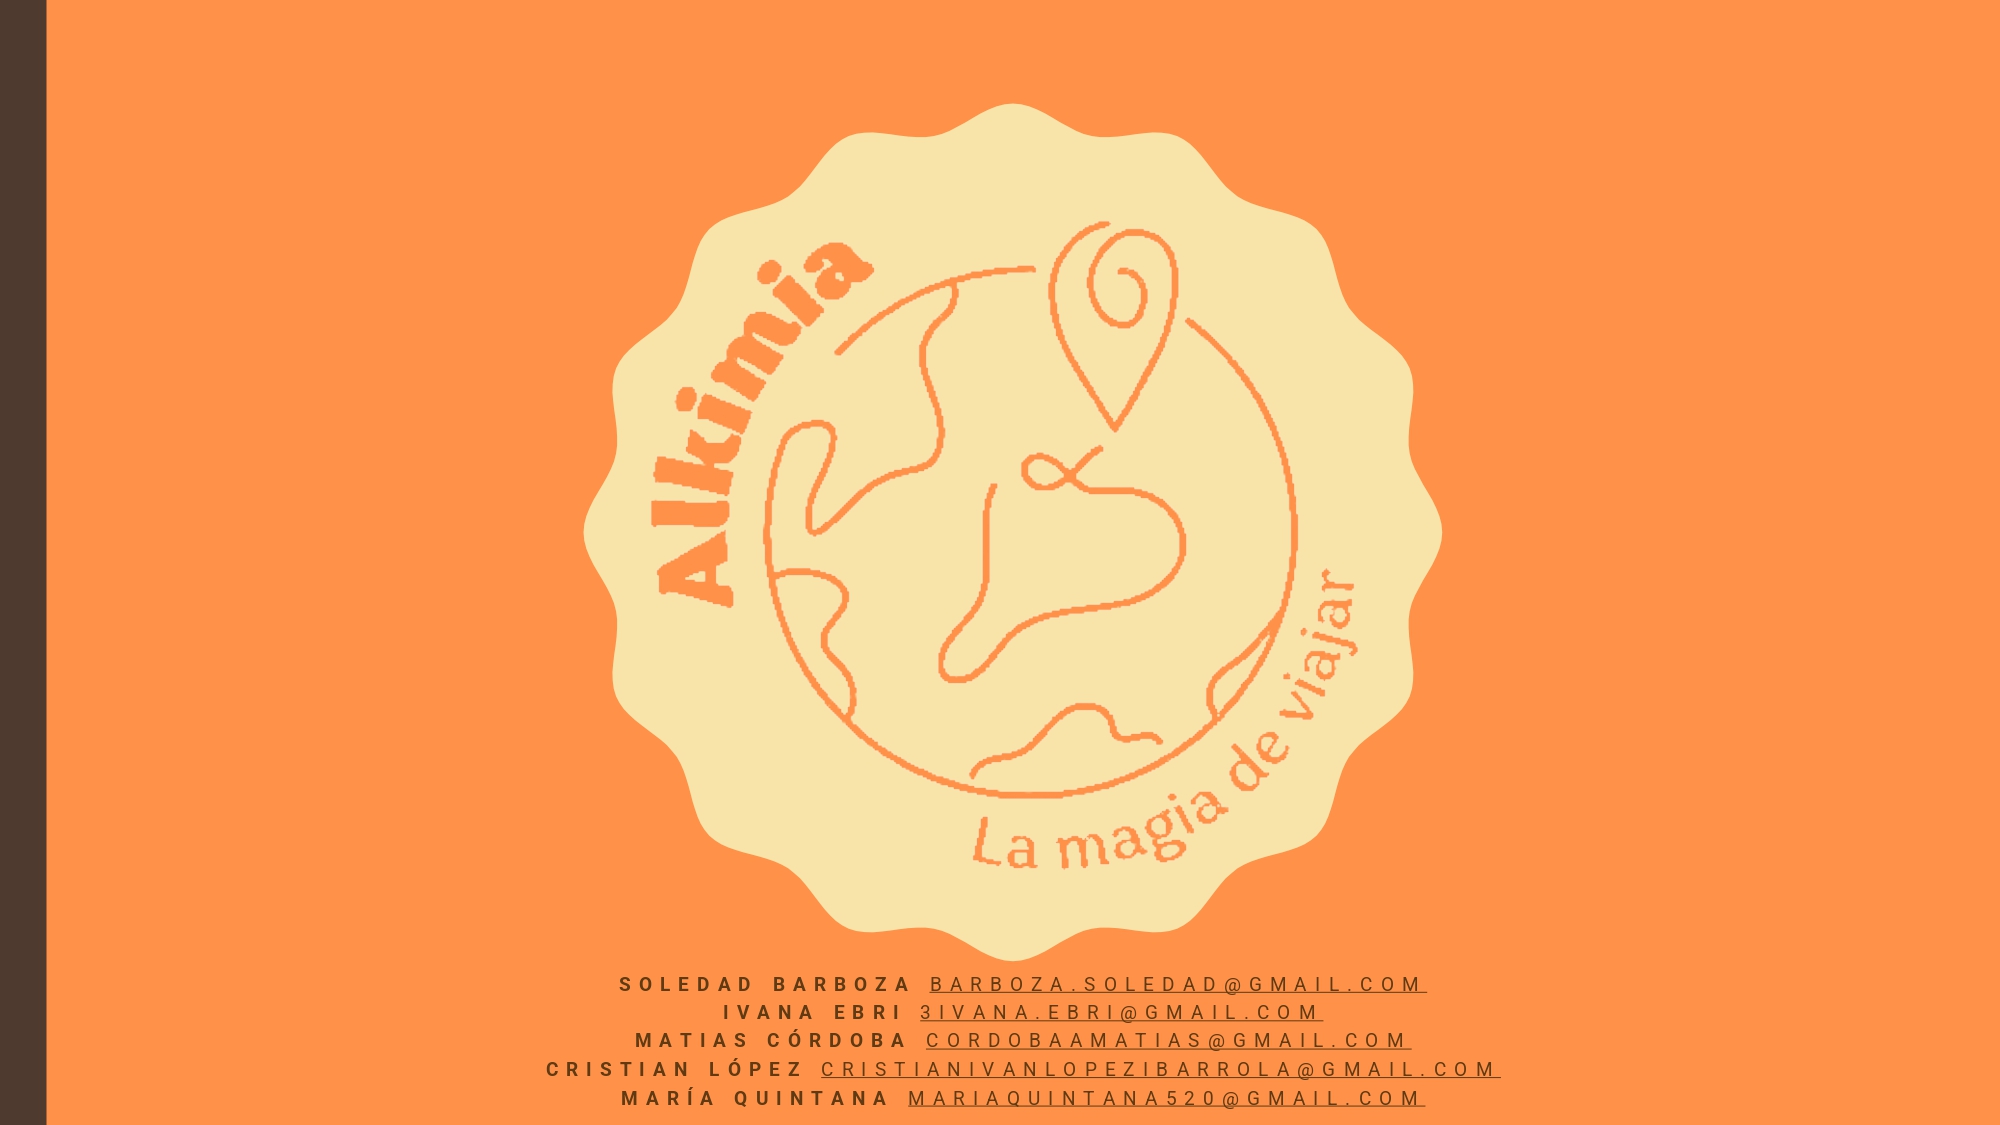 Alkimia
La magia de viajar
SOLEDAD BARBOZA BARBOZA.SOLEDAD@GMAIL.COM
IVANA EBRI 3IVANA.EBRI@GMAIL.COM
MATIAS CÓRDOBA CORDOBAAMATIAS@GMAIL.COM
CRISTIAN LÓPEZ CRISTIANIVANLOPEZIBARROLA@GMAIL.COM
MARÍA QUINTANA MARIAQUINTANA520@GMAIL.COM